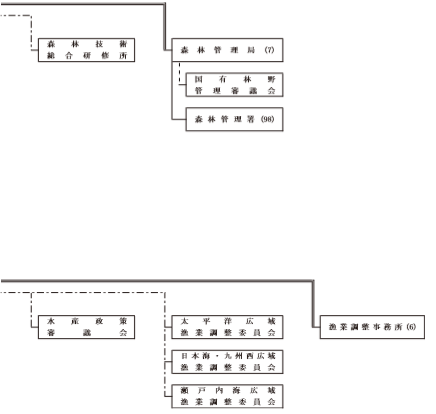 森林技術
総合研修所
森林管理局(7)
国有林野
管理審議会
森林管理署(98)
水産政策
審議会
太平洋広域
漁業調整委員会
日本海・九州西広域
漁業調整委員会
瀬戸内海広域
漁業調整委員会
漁業調整事務所(6)